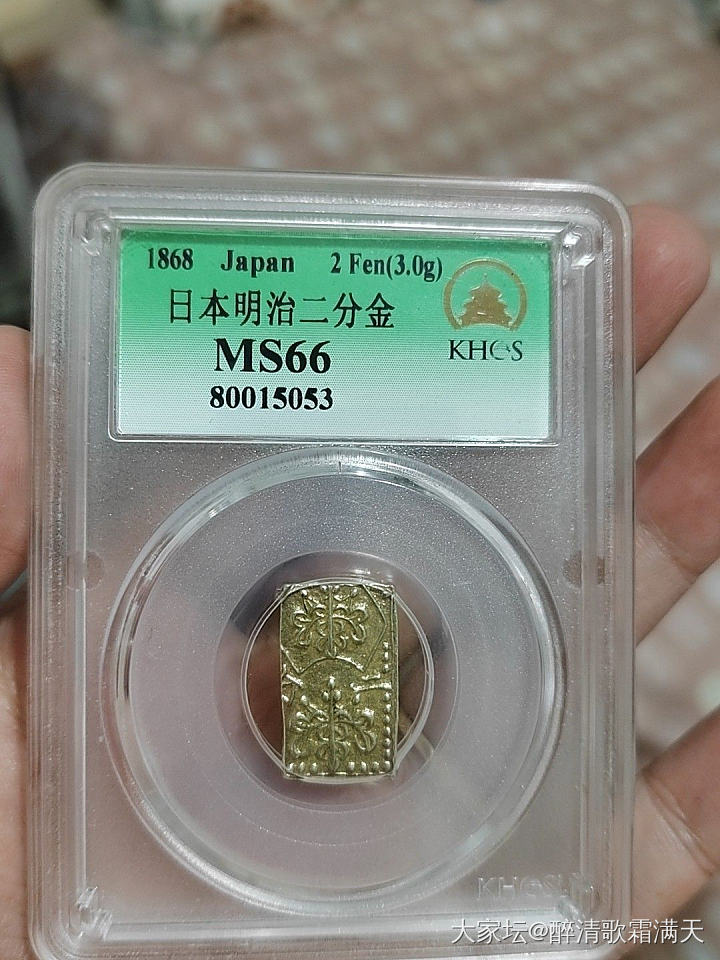 1868 Japan 2 Fen(3.0g)
日本明治二分金
MS66
KHCS
80015053
KHCS
大家坛@醉清歌霜满天